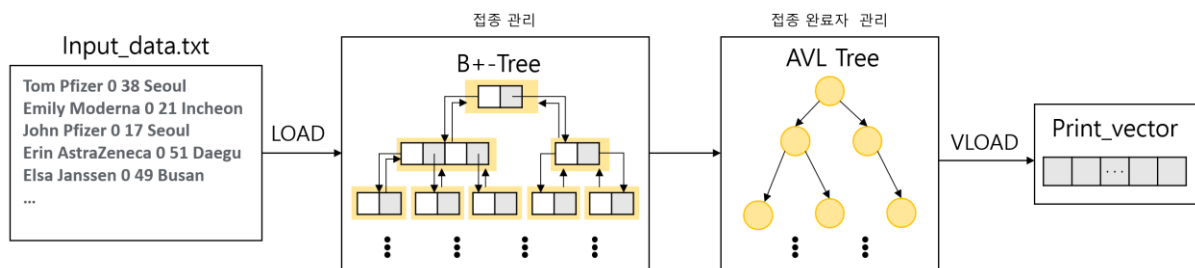 접종 관리
접종 완료자 관리
Input_data.txt
B+-Tree
AVL Tree
Tom Pfizer 0 38 Seoul
Emily Moderna 0 21 Incheon
John Pfizer 0 17 Seoul
Erin AstraZeneca 0 51 Daegu
Elsa Janssen 0 49 Busan
...
LOAD
VLOAD
Print_vector
...